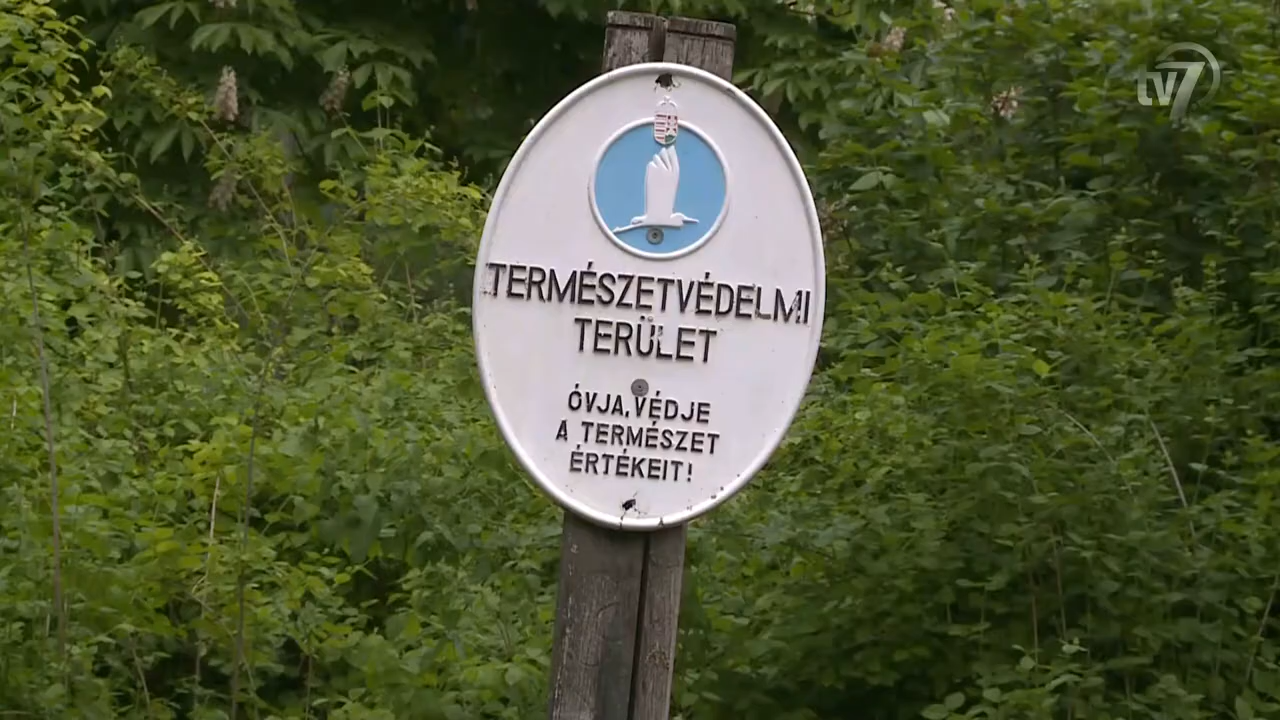 tv7
TERMÉSZETVÉDELMI
TERÜLET
ÓVJA, VÉDJE
A TERMÉSZET
ÉRTÉKEIT!